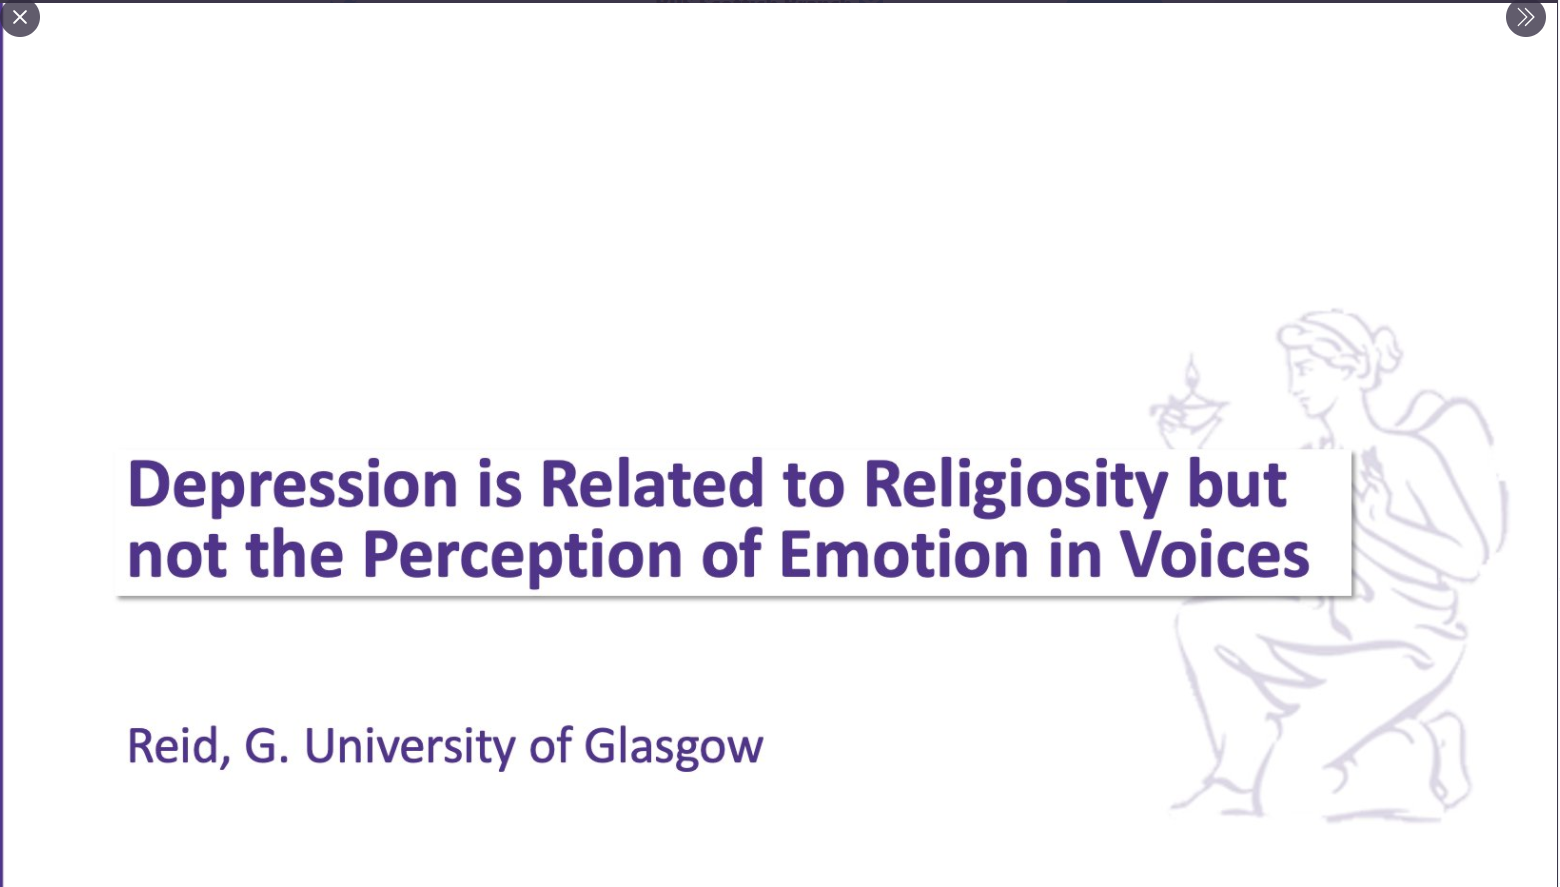 Depression is Related to Religiosity but
not the Perception of Emotion in Voices
Reid, G. University of Glasgow